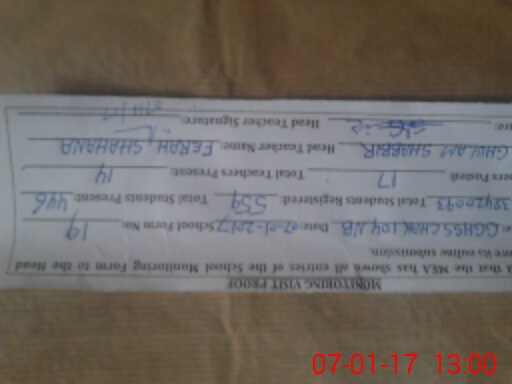 MONITORING VISIT PROOF
that the MEA has shown all entries of the School Monitoring Form to the Head
its online submission.
GGHSS CHAK 104 NB Date: 07-01-2017 School Form No: 19
38420093 Total Students Registered: 559 Total Students Present: 446
Posted: 17 Total Teachers Present: 14
GHULAM SHABBIR Head Teacher Name: FERAH SHAHANA
Head Teacher Signature:
07-01-17 13:00